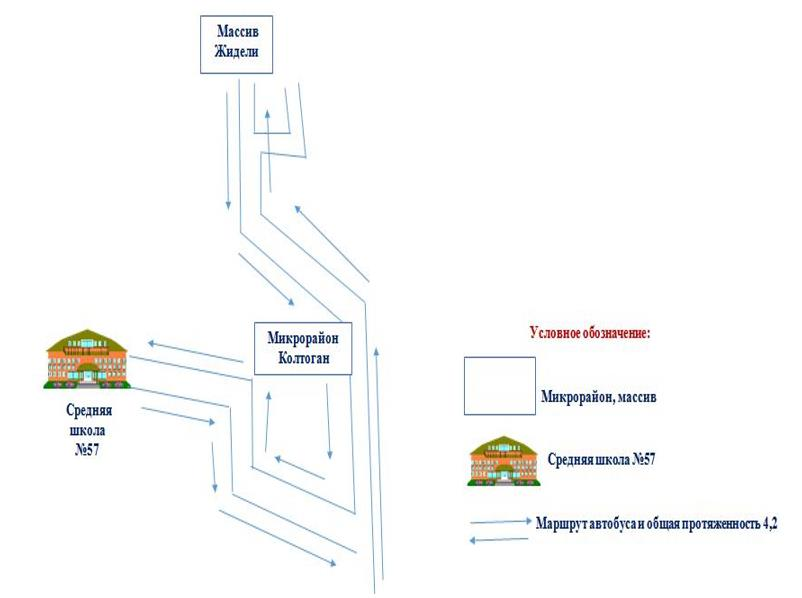 Массив
Жидели
Микрорайон
Колтоган
Средняя
школа
№57
Условное обозначение:
Микрорайон, массив
Средняя школа №57
Маршрут автобуса и общая протяженность 4,2